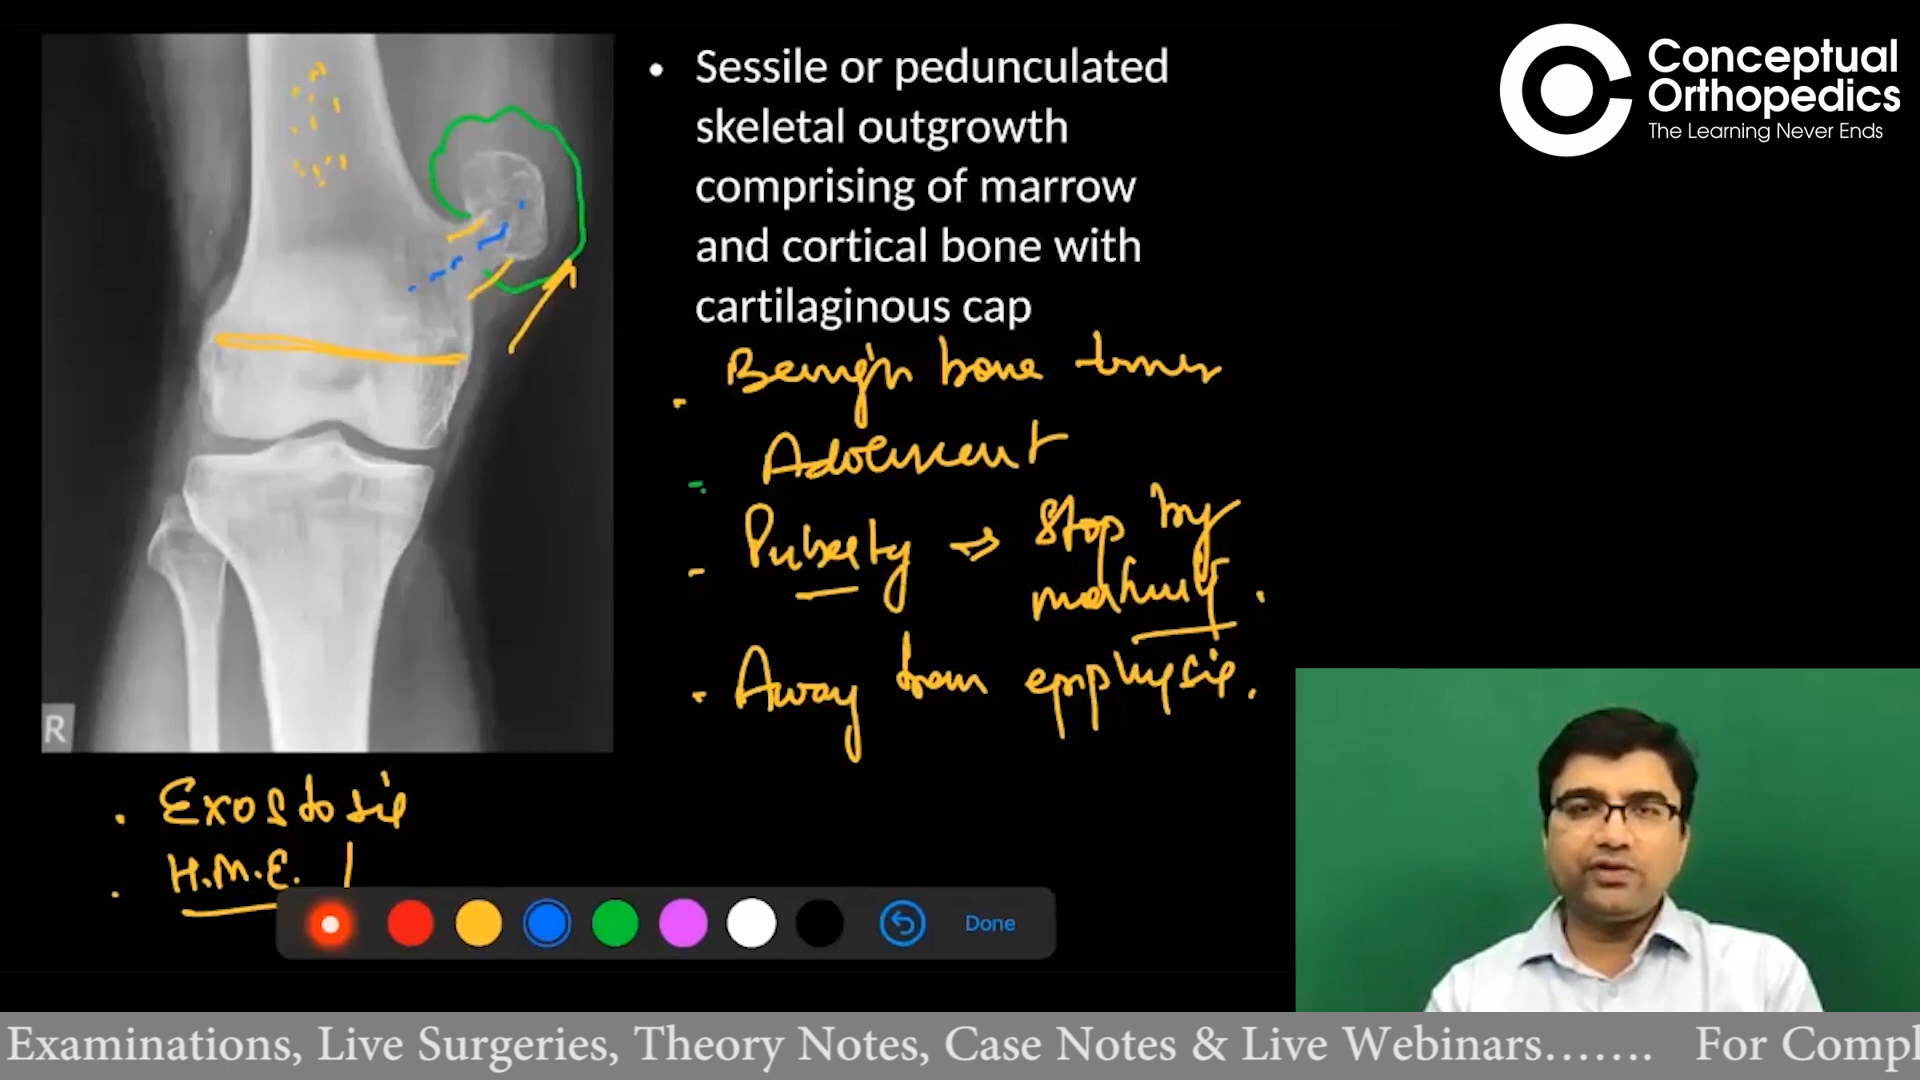 Conceptual
Orthopedics
The Learning Never Ends
• Sessile or pedunculated
skeletal outgrowth
comprising of marrow
and cortical bone with
cartilaginous cap
Benign bone tumor
Adolescent
Puberty ⇒ Stop by
maturity.
Away from epiphysis.
R
Exostosis
H.M.E.
Done
Examinations, Live Surgeries, Theory Notes, Case Notes & Live Webinars....... For Compl